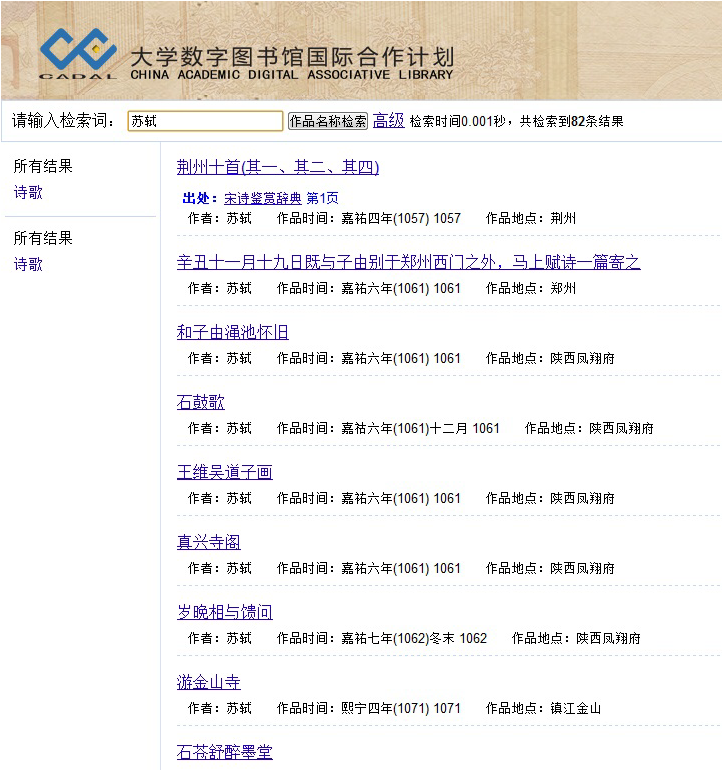 CADAL
大学数字图书馆国际合作计划
CHINA ACADEMIC DIGITAL ASSOCIATIVE LIBRARY
请输入检索词： 苏轼 作品名称检索 高级 检索时间0.001秒，共检索到82条结果
所有结果
诗歌
所有结果
诗歌
荆州十首(其一、其二、其四)
出处：宋诗鉴赏辞典 第1页
作者：苏轼 作品时间：嘉祐四年(1057) 1057 作品地点：荆州
辛丑十一月十九日既与子由别于郑州西门之外，马上赋诗一篇寄之
作者：苏轼 作品时间：嘉祐六年(1061) 1061 作品地点：郑州
和子由渑池怀旧
作者：苏轼 作品时间：嘉祐六年(1061) 1061 作品地点：陕西凤翔府
石鼓歌
作者：苏轼 作品时间：嘉祜六年(1061)十二月 1061 作品地点：陕西凤翔府
王维吴道子画
作者：苏轼 作品时间：嘉祐六年(1061) 1061 作品地点：陕西凤翔府
真兴寺阁
作者：苏轼 作品时间：嘉祐六年(1061) 1061 作品地点：陕西凤翔府
岁晚相与馈问
作者：苏轼 作品时间：嘉祐七年(1062)冬末 1062 作品地点：陕西凤翔府
游金山寺
作者：苏轼 作品时间：熙宁四年(1071) 1071 作品地点：镇江金山
石苍舒醉墨堂